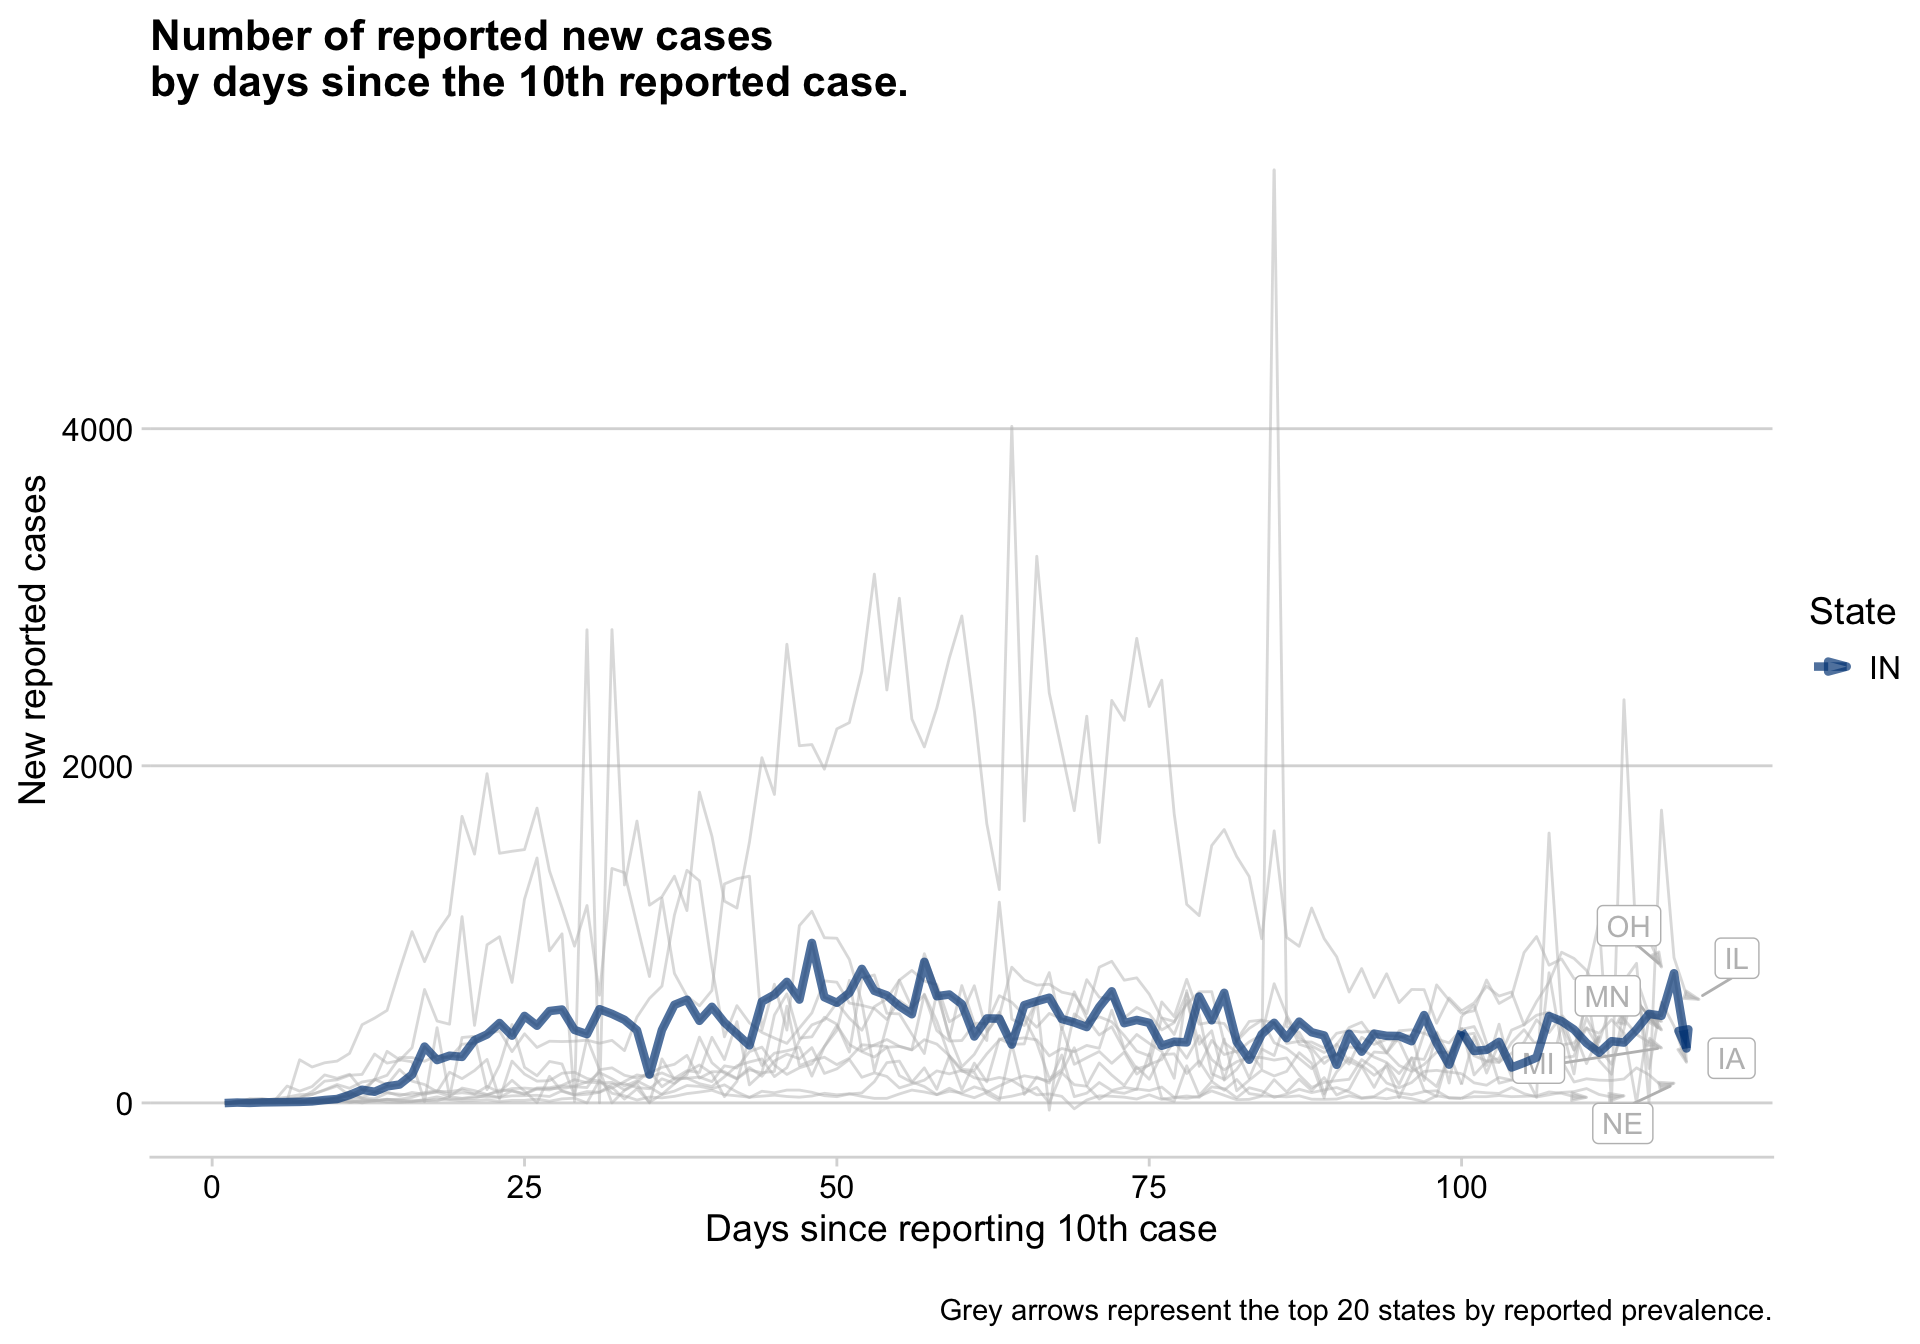 Number of reported new cases
by days since the 10th reported case.
New reported cases
4000
2000
0
OH
IL
MN
MI
IA
NE
State
IN
0
25
50
75
100
Days since reporting 10th case
Grey arrows represent the top 20 states by reported prevalence.